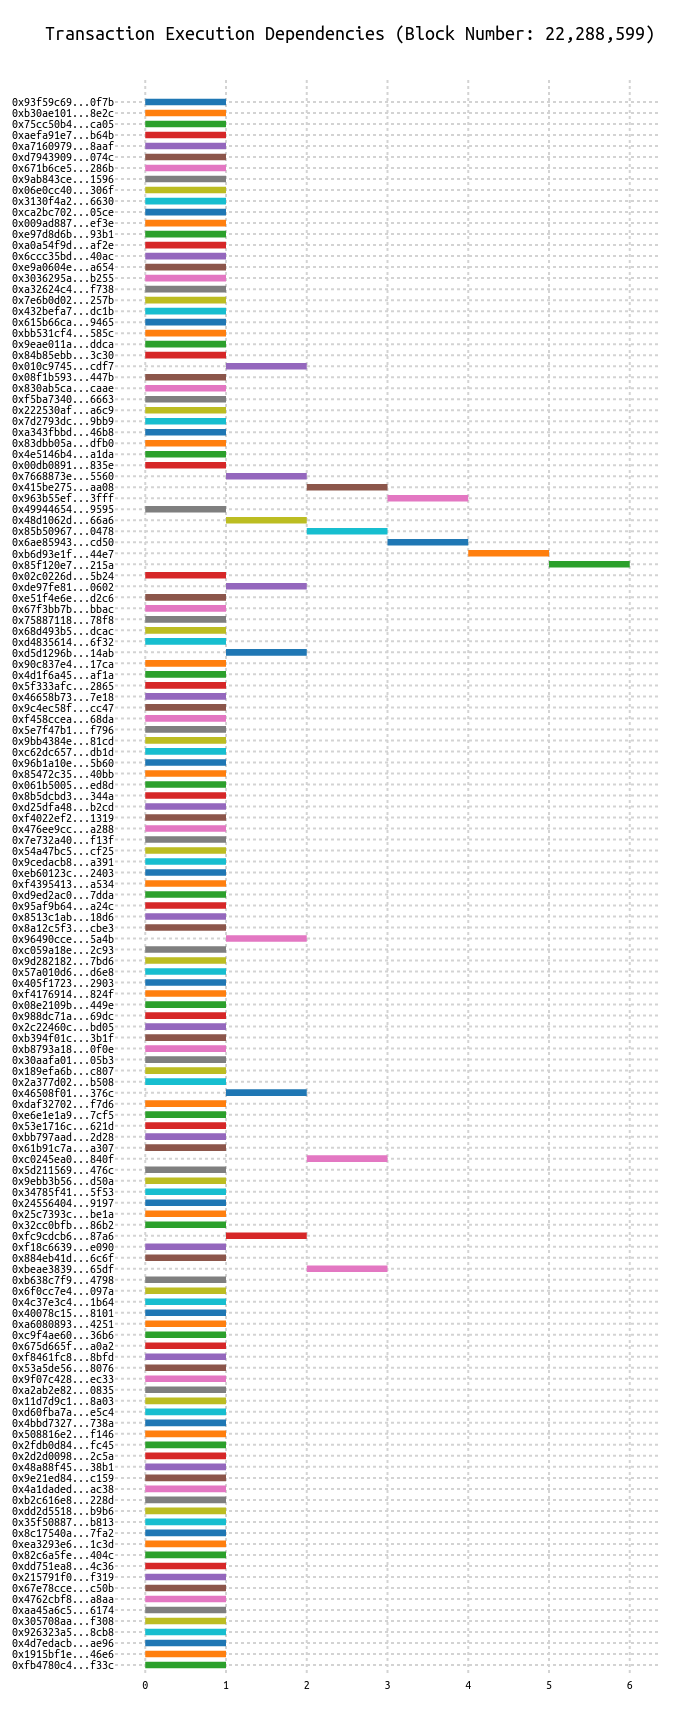 Transaction Execution Dependencies (Block Number: 22,288,599)
0x93f59c69...0f7b
0xb30ae101...8e2c
0x75cc50b4...ca05
0xaefa91e7...b64b
0xa7160979...8aaf
0xd7943909...074c
0x671b6ce5...286b
0x9ab843ce...1596
0x06e0cc40...306f
0x3130f4a2...6630
0xca2bc702...05ce
0x009ad887...ef3e
0xe97d8d6b...93b1
0xa0a54f9d...af2e
0x6ccc35bd...40ac
0xe9a0604e...a654
0x3036295a...b255
0xa32624c4...f738
0x7e6b0d02...257b
0x432befa7...dc1b
0x615b66ca...9465
0xbb531cf4...585c
0x9eae011a...ddca
0x84b85ebb...3c30
0x010c9745...cdf7
0x08f1b593...447b
0x830ab5ca...caae
0xf5ba7340...6663
0x222530af...a6c9
0x7d2793dc...9bb9
0xa343fbbd...46b8
0x83dbb05a...dfb0
0x4e5146b4...a1da
0x00db0891...835e
0x7668873e...5560
0x415be275...aa08
0x963b55ef...3fff
0x49944654...9595
0x48d1062d...66a6
0x85b50967...0478
0x6ae85943...cd50
0xb6d93e1f...44e7
0x85f120e7...215a
0x02c0226d...5b24
0xde97fe81...0602
0xe51f4e6e...d2c6
0x67f3bb7b...bbac
0x75887118...78f8
0x68d493b5...dcac
0xd4835614...6f32
0xd5d1296b...14ab
0x90c837e4...17ca
0x4d1f6a45...af1a
0x5f333afc...2865
0x46658b73...7e18
0x9c4ec58f...cc47
0xf458ccea...68da
0x5e7f47b1...f796
0x9bb4384e...81cd
0xc62dc657...db1d
0x96b1a10e...5b60
0x85472c35...40bb
0x061b5005...ed8d
0x8b5dcbd3...344a
0xd25dfa48...b2cd
0xf4022ef2...1319
0x476ee9cc...a288
0x7e732a40...f13f
0x54a47bc5...cf25
0x9cedacb8...a391
0xeb60123c...2403
0xf4395413...a534
0xd9ed2ac0...7dda
0x95af9b64...a24c
0x8513c1ab...18d6
0x8a12c5f3...cbe3
0x96490cce...5a4b
0xc059a18e...2c93
0x9d282182...7bd6
0x57a010d6...d6e8
0x405f1723...2903
0xf4176914...824f
0x08e2109b...449e
0x988dc71a...69dc
0x2c22460c...bd05
0xb394f01c...3b1f
0xb8793a18...0f0e
0x30aafa01...05b3
0x189efa6b...c807
0x2a377d02...b508
0x46508f01...376c
0xdaf32702...f7d6
0xe6e1e1a9...7cf5
0x53e1716c...621d
0xbb797aad...2d28
0x61b91c7a...a307
0xc0245ea0...840f
0x5d211569...476c
0x9ebb3b56...d50a
0x34785f41...5f53
0x24556404...9197
0x25c7393c...be1a
0x32cc0bfb...86b2
0xfc9cdcb6...87a6
0xf18c6639...e090
0x884eb41d...6c6f
0xbeae3839...65df
0xb638c7f9...4798
0x6f0cc7e4...097a
0x4c37e3c4...1b64
0x40078c15...8101
0xa6080893...4251
0xc9f4ae60...36b6
0x675d665f...a0a2
0xf8461fc8...8bfd
0x53a5de56...8076
0x9f07c428...ec33
0xa2ab2e82...0835
0x11d7d9c1...8a03
0xd60fba7a...e5c4
0x4bbd7327...738a
0x508816e2...f146
0x2fdb0d84...fc45
0x2d2d0098...2c5a
0x48a88f45...38b1
0x9e21ed84...c159
0x4a1daded...ac38
0xb2c616e8...228d
0xdd2d5518...b9b6
0x35f50887...b813
0x8c17540a...7fa2
0xea3293e6...1c3d
0x82c6a5fe...404c
0xdd751ea8...4c36
0x215791f0...f319
0x67e78cce...c50b
0x4762cbf8...a8aa
0xaa45a6c5...6174
0x305708aa...f308
0x926323a5...8cb8
0x4d7edacb...ae96
0x1915bf1e...46e6
0xfb4780c4...f33c
0 1 2 3 4 5 6